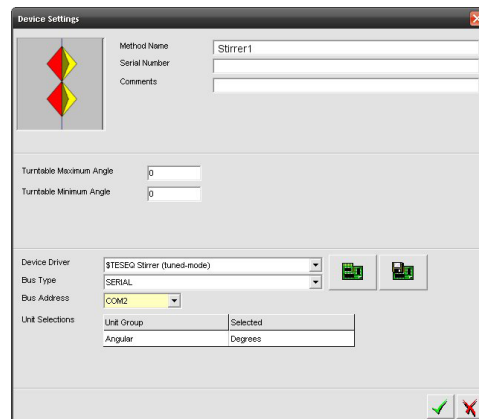 Device Settings
Method Name Stirrer1
Serial Number
Comments
Turntable Maximum Angle 0
Turntable Minimum Angle 0
Device Driver $TESEQ Stirrer (tuned-mode)
Bus Type SERIAL
Bus Address COM2
Unit Selections Unit Group Selected
Angular Degrees